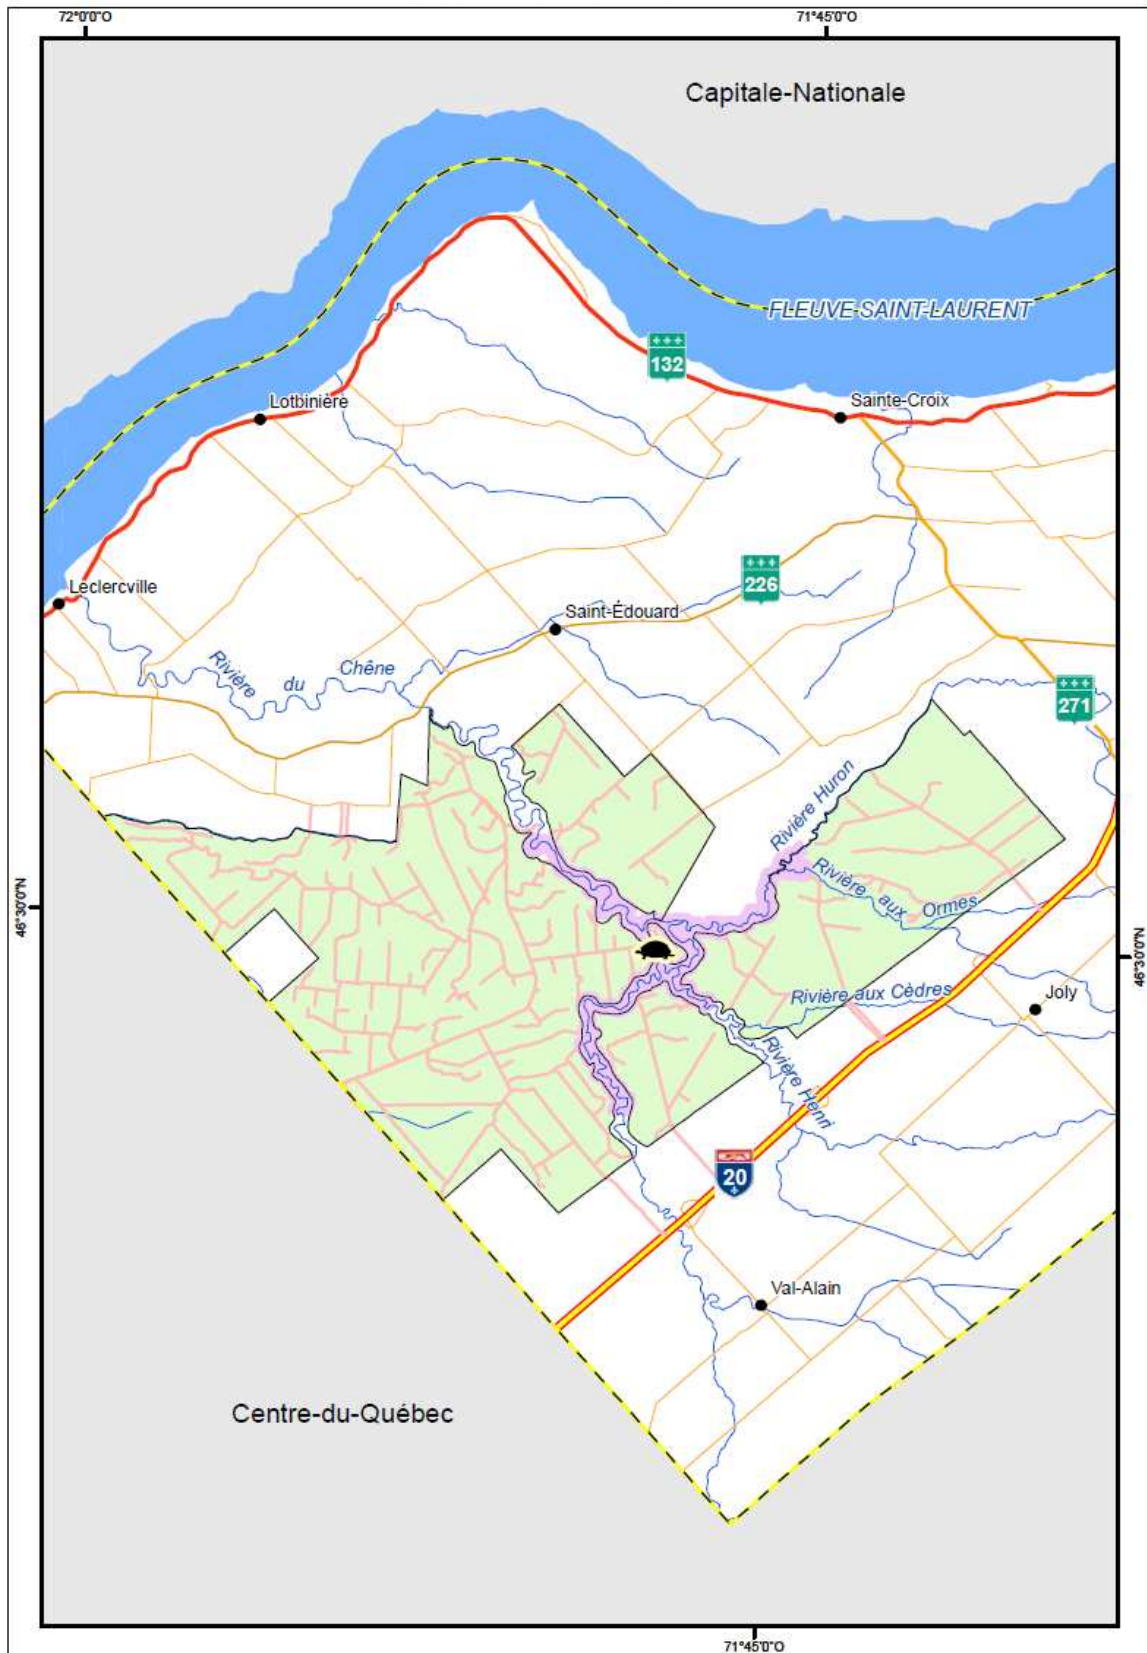 72°0'0"O
71°45'0"O
Capitale-Nationale
FLEUVE SAINT-LAURENT
132
Lotbinière
Sainte-Croix
226
Leclercville
Saint-Édouard
Rivière du Chêne
271
Rivière Huron
Rivière aux Ormes
46°30'0"N
46°30'0"N
Rivière aux Cèdres
Joly
Rivière Henri
20
Val-Alain
Centre-du-Québec
71°45'0"O